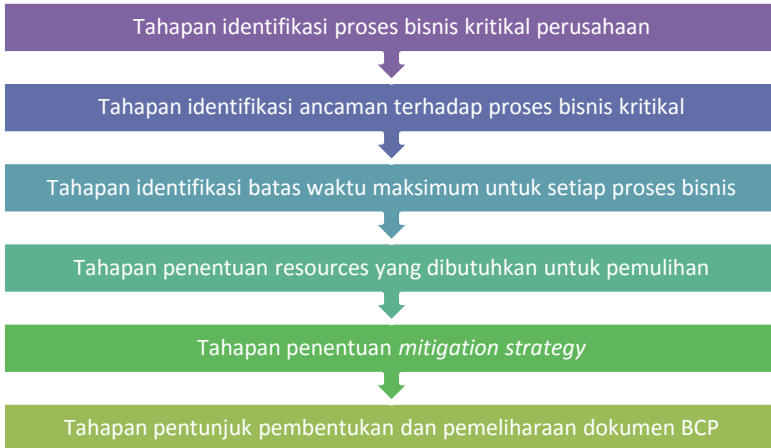 Tahapan identifikasi proses bisnis kritikal perusahaan
Tahapan identifikasi ancaman terhadap proses bisnis kritikal
Tahapan identifikasi batas waktu maksimum untuk setiap proses bisnis
Tahapan penentuan resources yang dibutuhkan untuk pemulihan
Tahapan penentuan mitigation strategy
Tahapan pentunjuk pembentukan dan pemeliharaan dokumen BCP